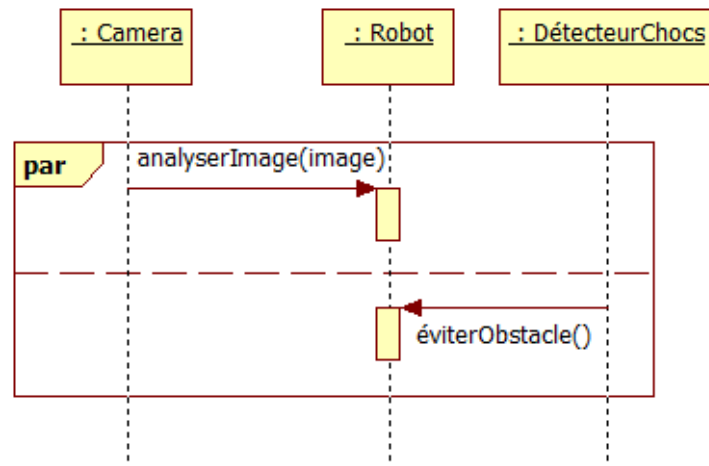 : Camera
: Robot
: DétecteurChocs
par
analyserImage(image)
éviterObstacle()